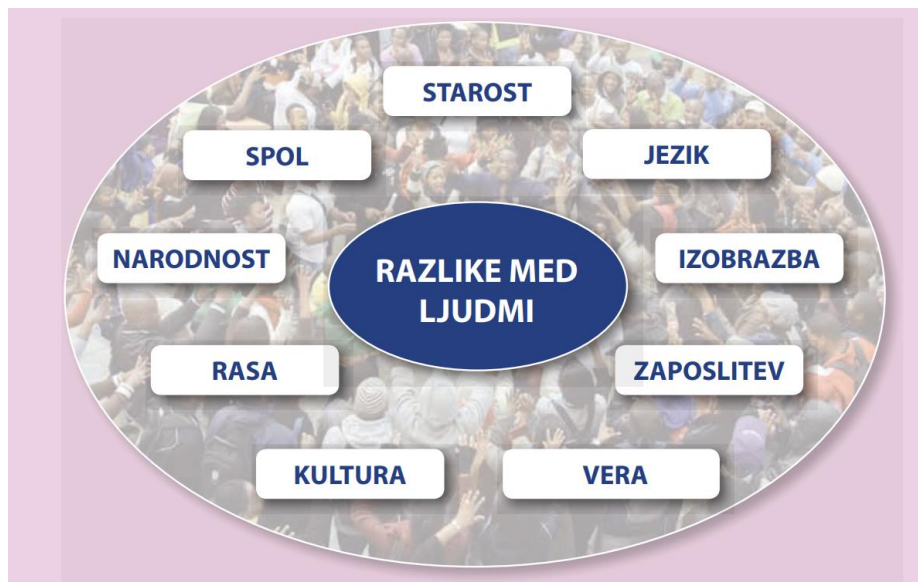 STAROST
SPOL
JEZIK
NARODNOST
RAZLIKE MED
LJUDMI
IZOBRAZBA
RASA
ZAPOSLITEV
KULTURA
VERA